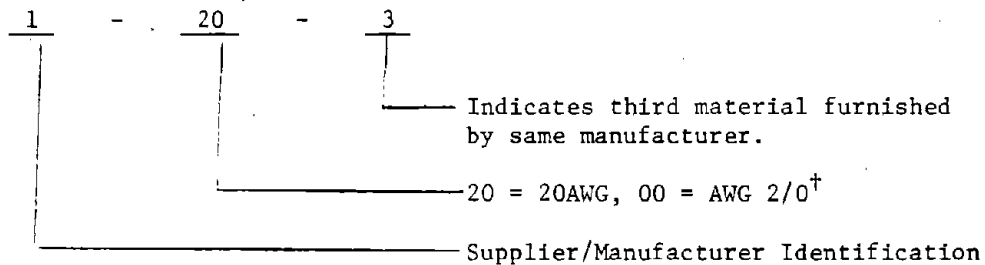 1 - 20 - 3
Indicates third material furnished
by same manufacturer.
20 = 20AWG, 00 = AWG 2/0†
Supplier/Manufacturer Identification